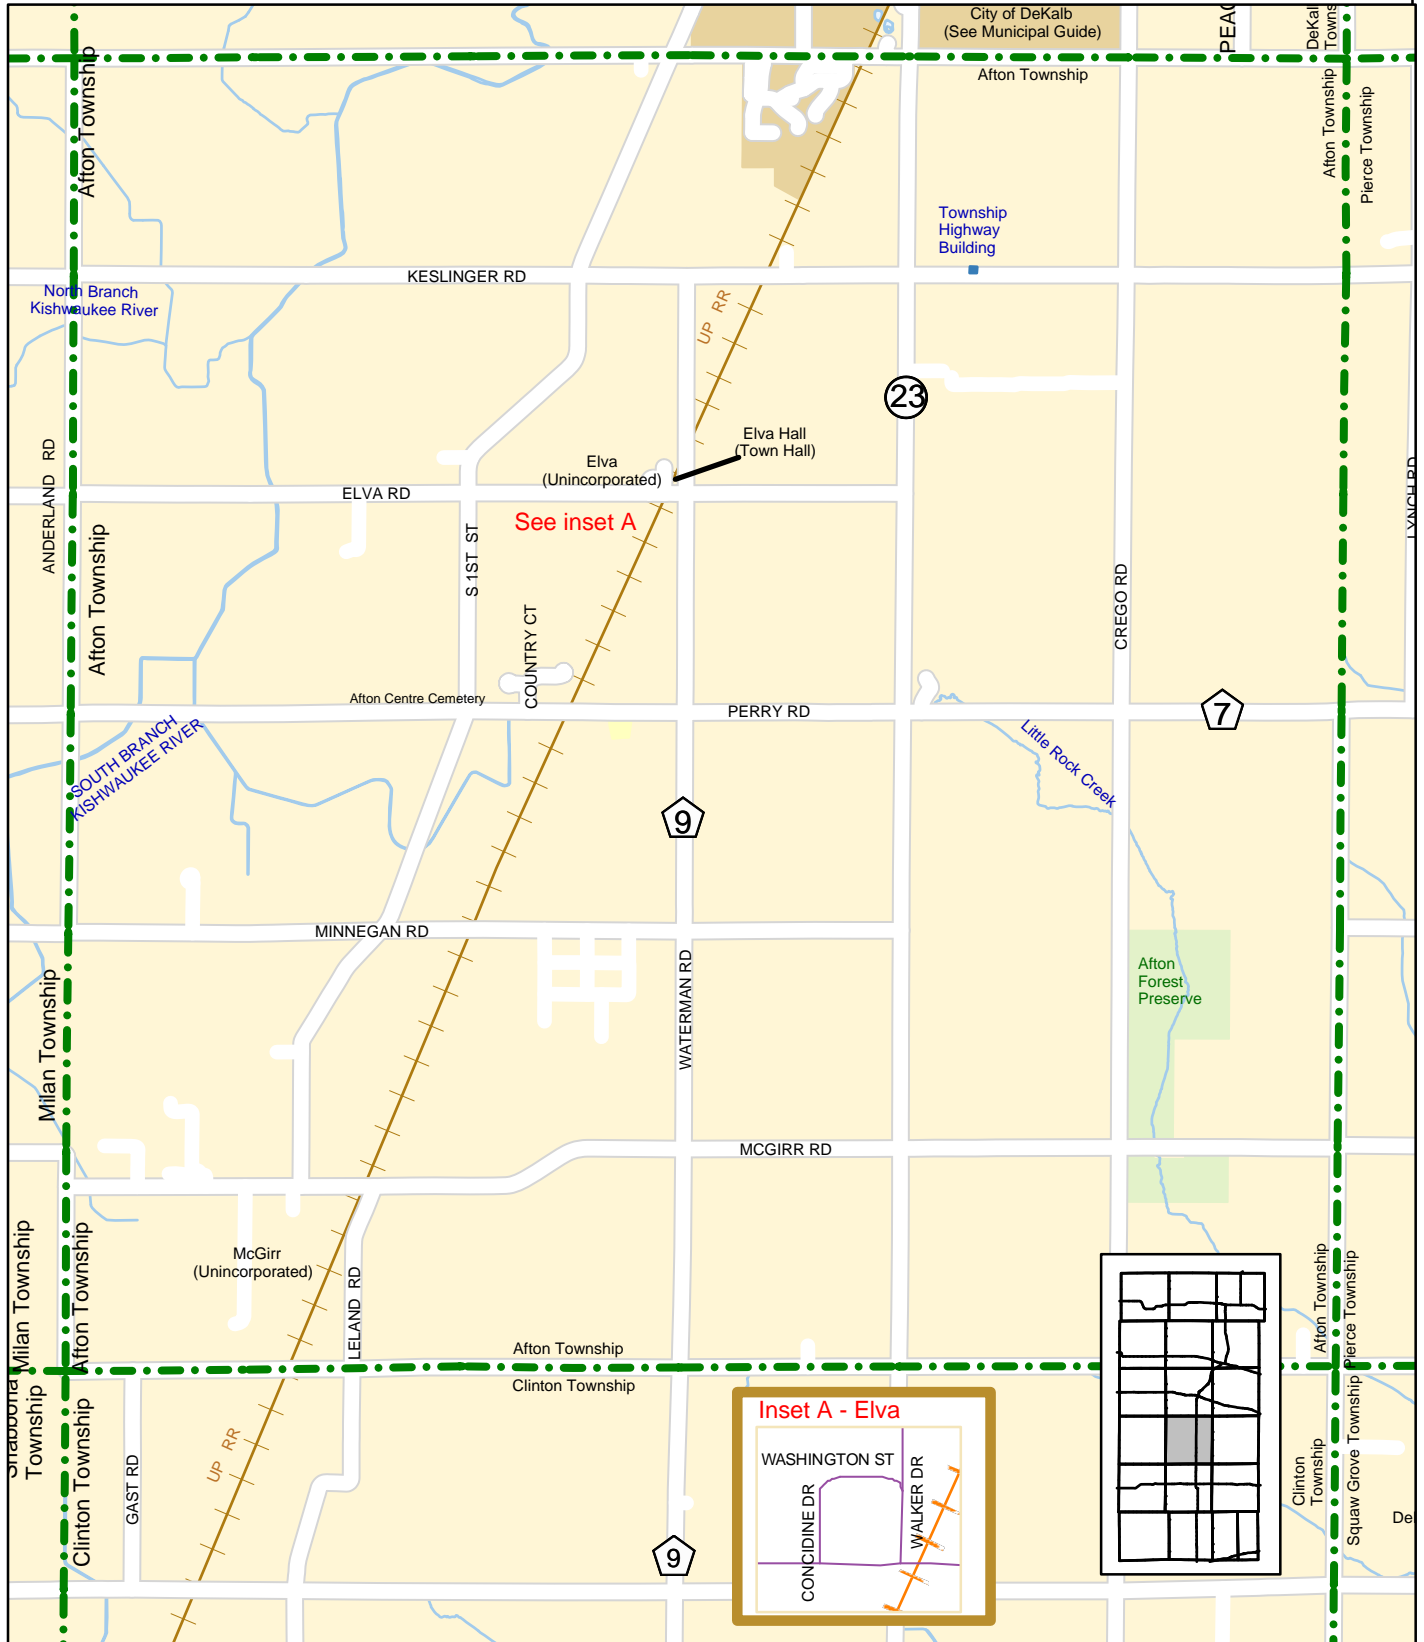 City of DeKalb
(See Municipal Guide)
PEAC
DeKal
Towns
Afton Township
Afton Township
Afton Township
Pierce Township
Township
Highway
Building
KESLINGER RD
North Branch
Kishwaukee River
UP RR
23
Elva Hall
(Town Hall)
Elva
(Unincorporated)
ELVA RD
See inset A
ANDERLAND RD
LYNCH RD
Afton Township
S 1ST ST
COUNTRY CT
CREGO RD
Afton Centre Cemetery
PERRY RD
7
SOUTH BRANCH
KISHWAUKEE RIVER
Little Rock Creek
9
MINNEGAN RD
WATERMAN RD
Afton
Forest
Preserve
Milan Township
MCGIRR RD
McGirr
(Unincorporated)
Milan Township
Afton Township
LELAND RD
Afton Township
Pierce Township
Afton Township
Clinton Township
Shabbona
Township
Clinton Township
GAST RD
UP RR
9
Inset A - Elva
WASHINGTON ST
CONCIDINE DR
WALKER DR
Clinton
Township
Squaw Grove Township
De